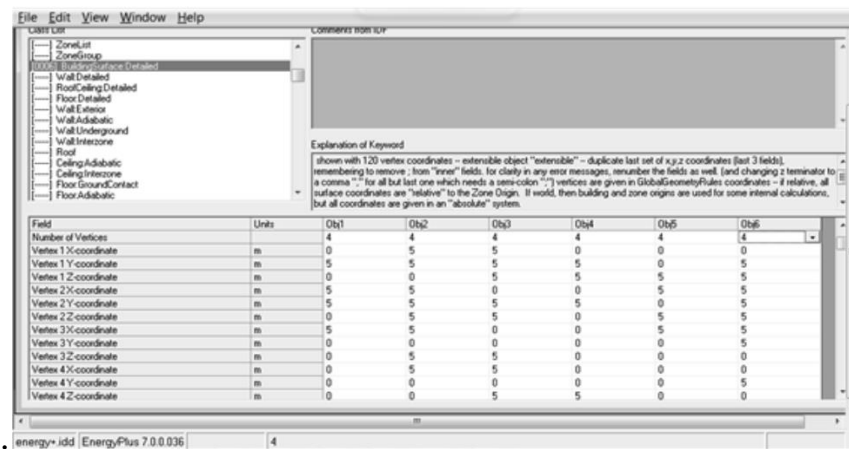 File Edit View Window Help
Class List
Comments from IDF
[-----] ZoneList
[-----] ZoneGroup
[0006] BuildingSurface:Detailed
[-----] Wall:Detailed
[-----] RoofCeiling:Detailed
[-----] Floor:Detailed
[-----] Wall:Exterior
[-----] Wall:Adiabatic
[-----] Wall:Underground
[-----] Wall:Interzone
[-----] Roof
[-----] Ceiling:Adiabatic
[-----] Ceiling:Interzone
[-----] Floor:GroundContact
[-----] Floor:Adiabatic
Explanation of Keyword
shown with 120 vertex coordinates -- extensible object "extensible" -- duplicate last set of x,y,z coordinates (last 3 fields),
remembering to remove ; from "inner" fields. for clarity in any error messages, renumber the fields as well. (and changing z terminator to
a comma "," for all but last one which needs a semi-colon ";") vertices are given in GlobalGeometryRules coordinates -- if relative, all
surface coordinates are "relative" to the Zone Origin. If world, then building and zone origins are used for some internal calculations,
but all coordinates are given in an "absolute" system.
Field Units Obj1 Obj2 Obj3 Obj4 Obj5 Obj6
Number of Vertices 4 4 4 4 4 4
Vertex 1 X-coordinate m 0 5 5 0 0 0
Vertex 1 Y-coordinate m 5 5 5 5 0 5
Vertex 1 Z-coordinate m 0 0 5 5 5 5
Vertex 2 X-coordinate m 5 5 0 0 5 5
Vertex 2 Y-coordinate m 5 5 5 5 0 5
Vertex 2 Z-coordinate m 0 5 5 0 5 5
Vertex 3 X-coordinate m 5 5 0 0 5 5
Vertex 3 Y-coordinate m 0 0 0 0 0 5
Vertex 3 Z-coordinate m 0 5 5 0 0 0
Vertex 4 X-coordinate m 0 5 5 0 0 0
Vertex 4 Y-coordinate m 0 0 0 0 0 5
Vertex 4 Z-coordinate m 0 0 5 5 0 0
energy+.idd EnergyPlus 7.0.0.036 4